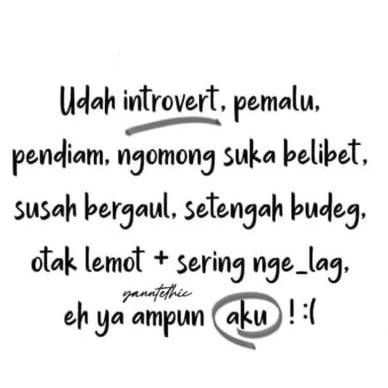 Udah introvert, pemalu,
pendiam, ngomong suka belibet,
susah bergaul, setengah budeg,
otak lemot + sering nge_lag,
yanntethic
eh ya ampun aku ! :(